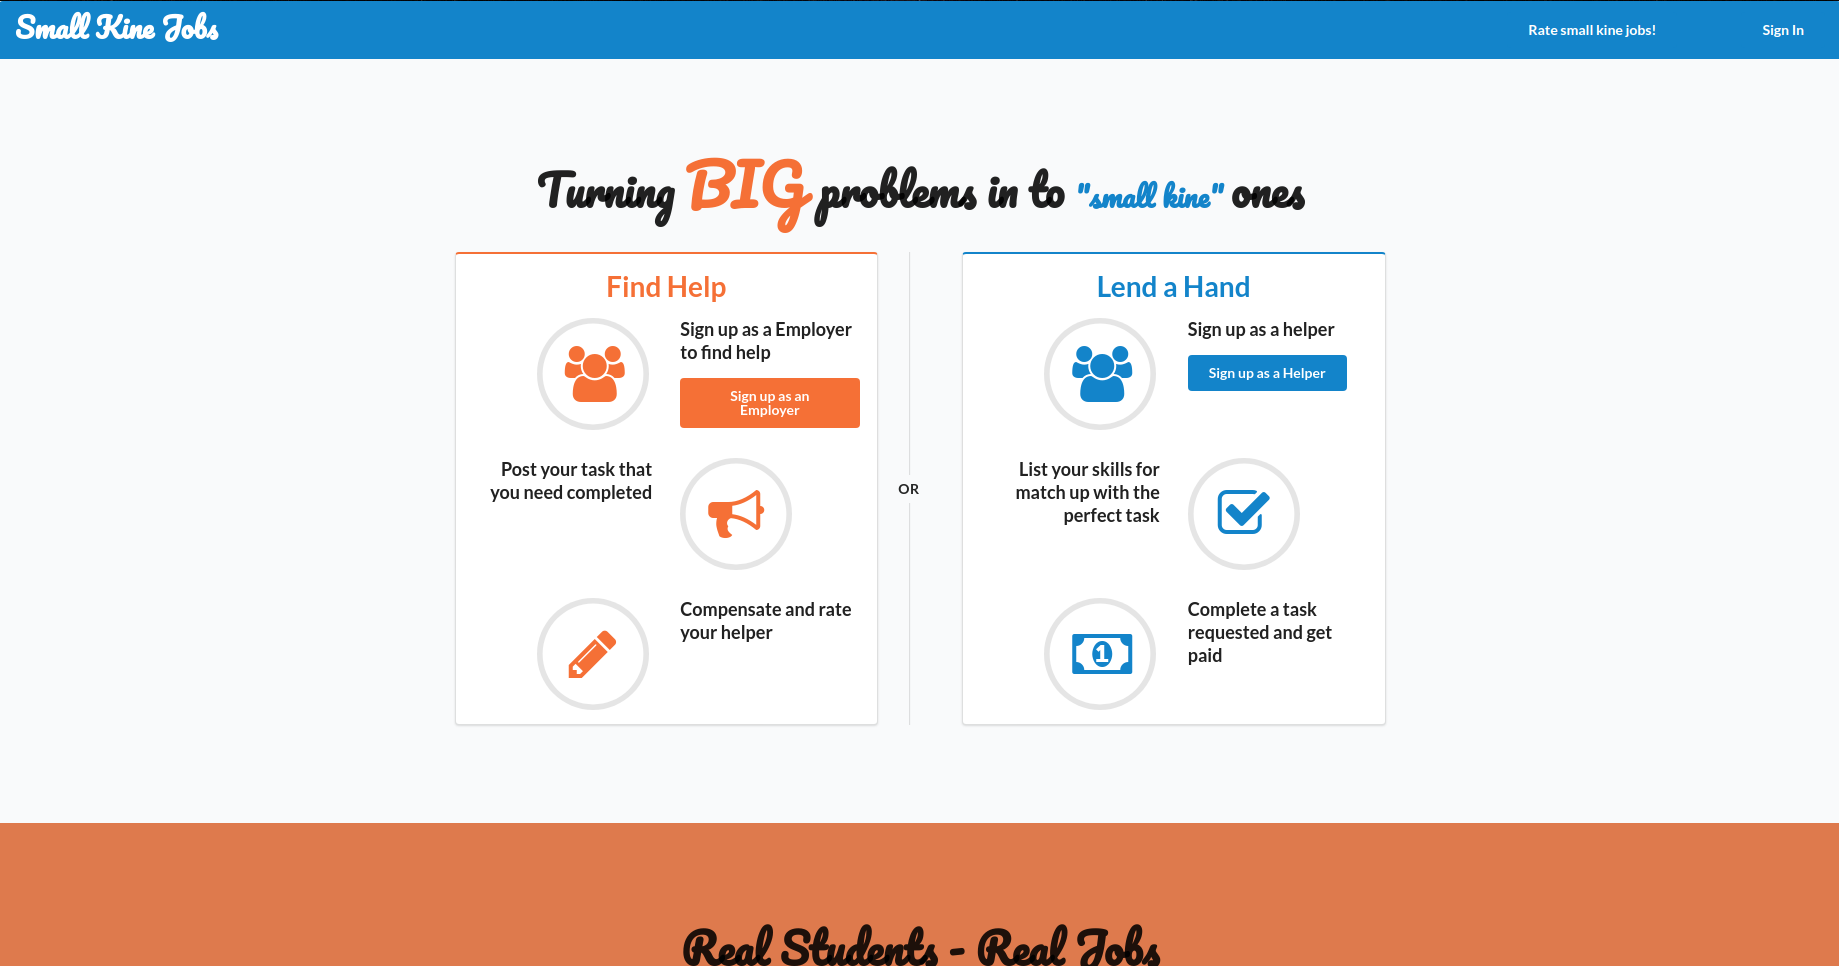 Small Kine Jobs
Rate small kine jobs!
Sign In
Turning BIG problems in to "small kine" ones
Find Help
Sign up as a Employer
to find help
Sign up as an
Employer
Post your task that
you need completed
Compensate and rate
your helper
OR
Lend a Hand
Sign up as a helper
Sign up as a Helper
List your skills for
match up with the
perfect task
1
Complete a task
requested and get
paid
Real Students - Real Jobs